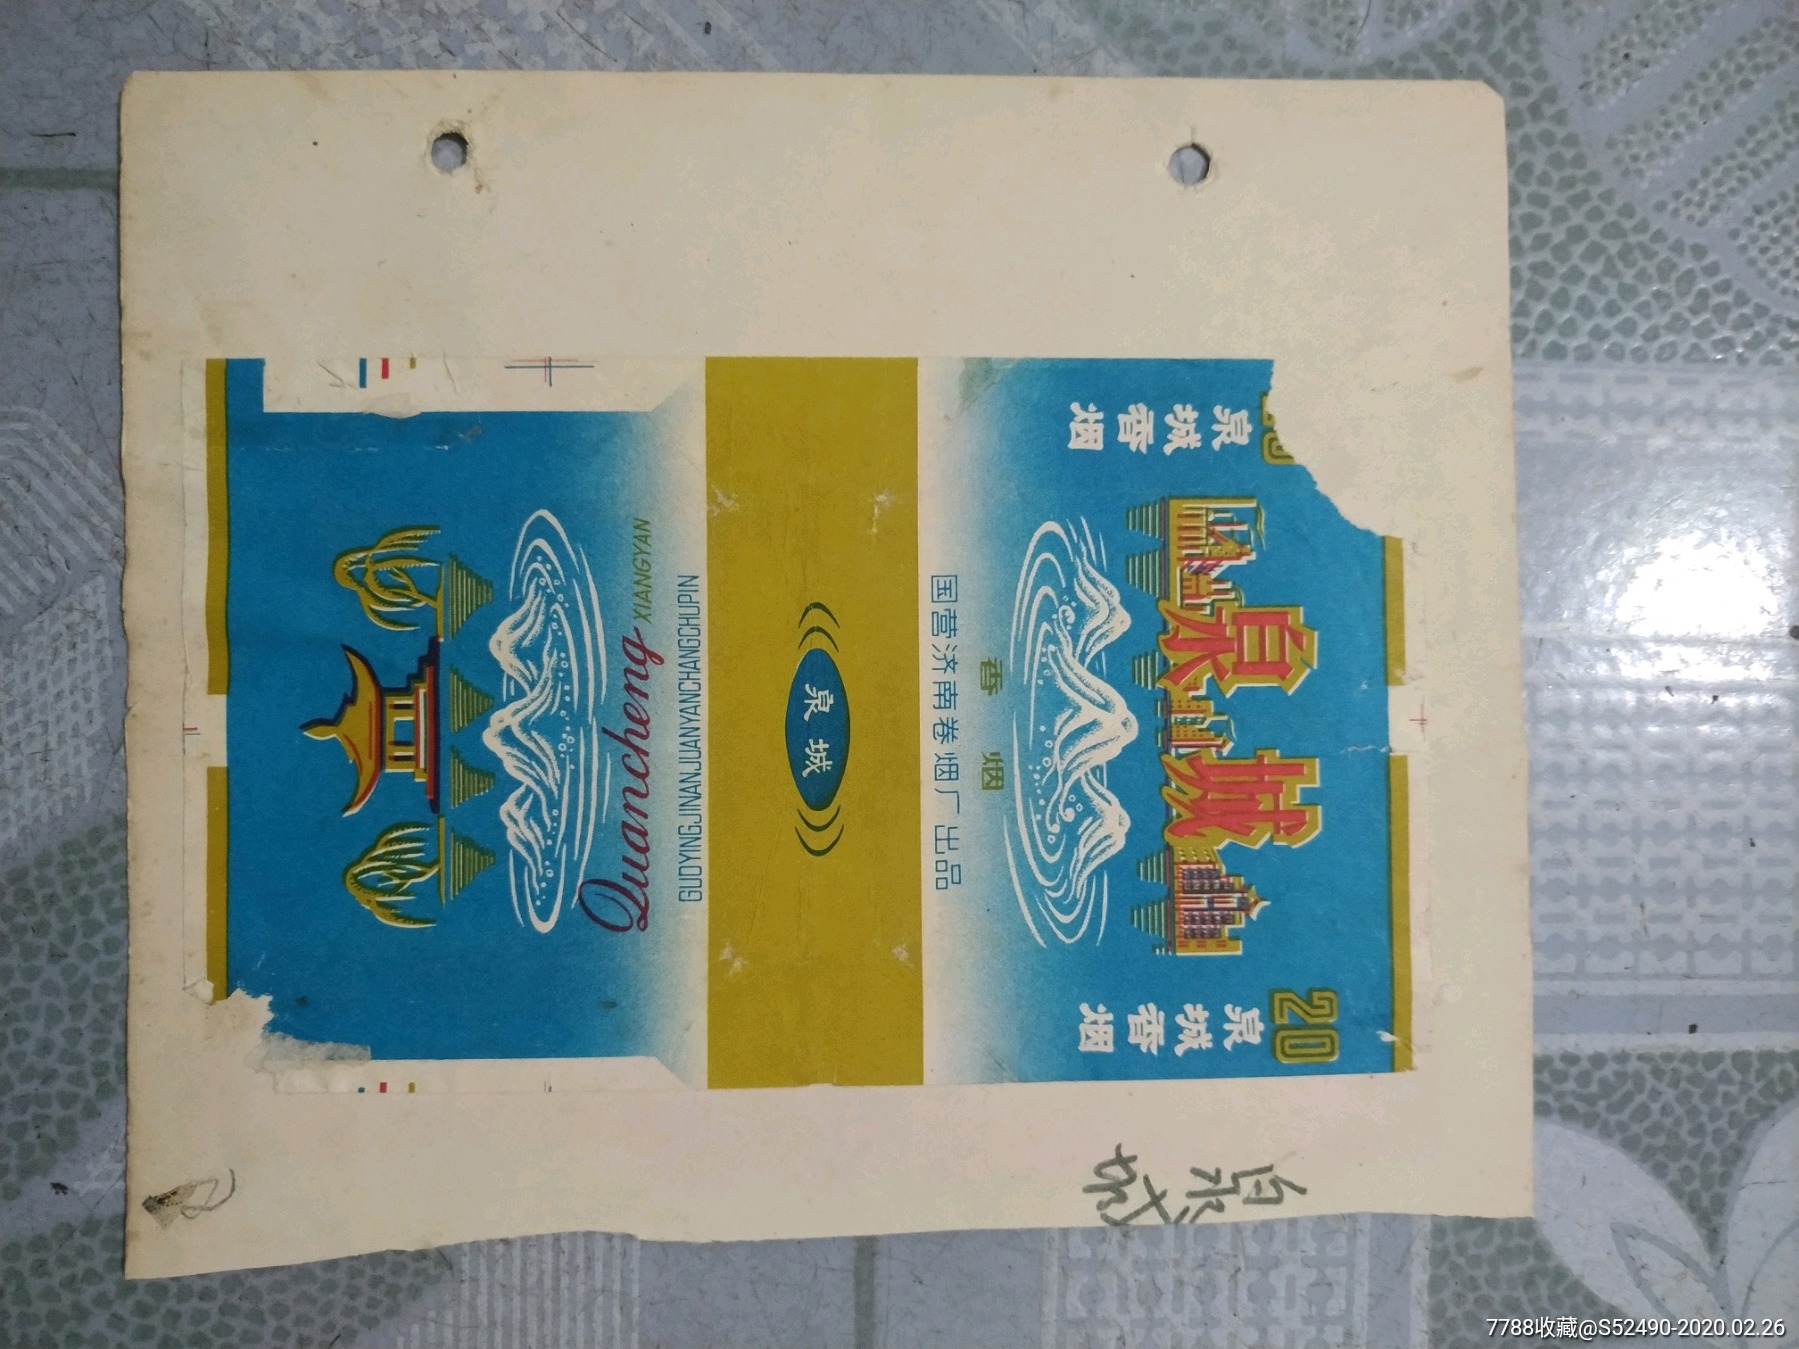 泉城
香烟
国营济南卷烟厂出品
泉城香烟
泉城香烟
20
泉城
Quancheng XIANGYAN
GUOYINGJINANJUANYANCHANGCHUPIN
泉城
7788收藏@S52490-2020.02.26